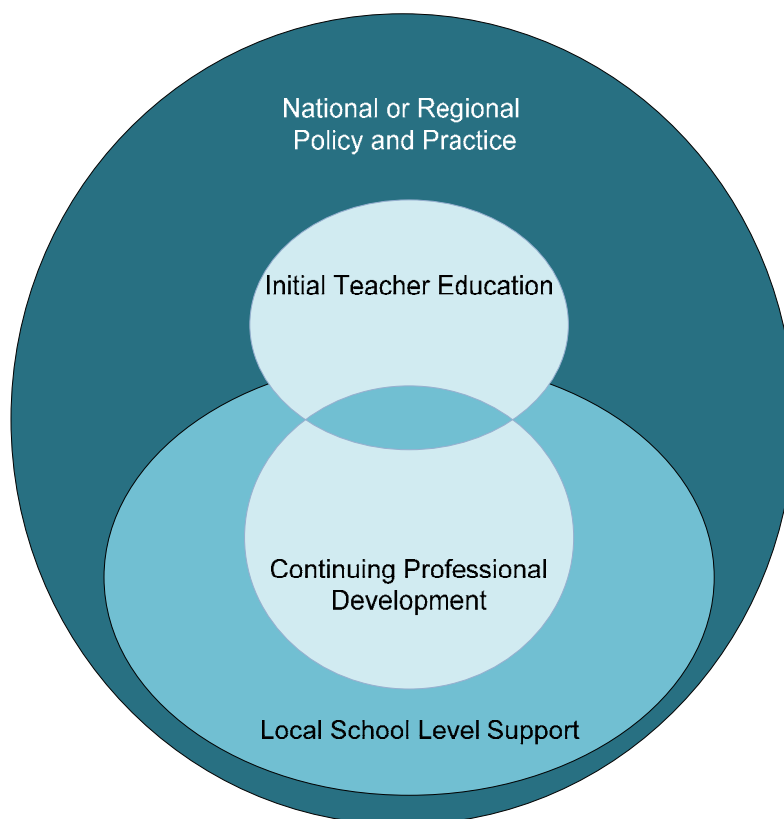 National or Regional
Policy and Practice
Initial Teacher Education
Continuing Professional
Development
Local School Level Support